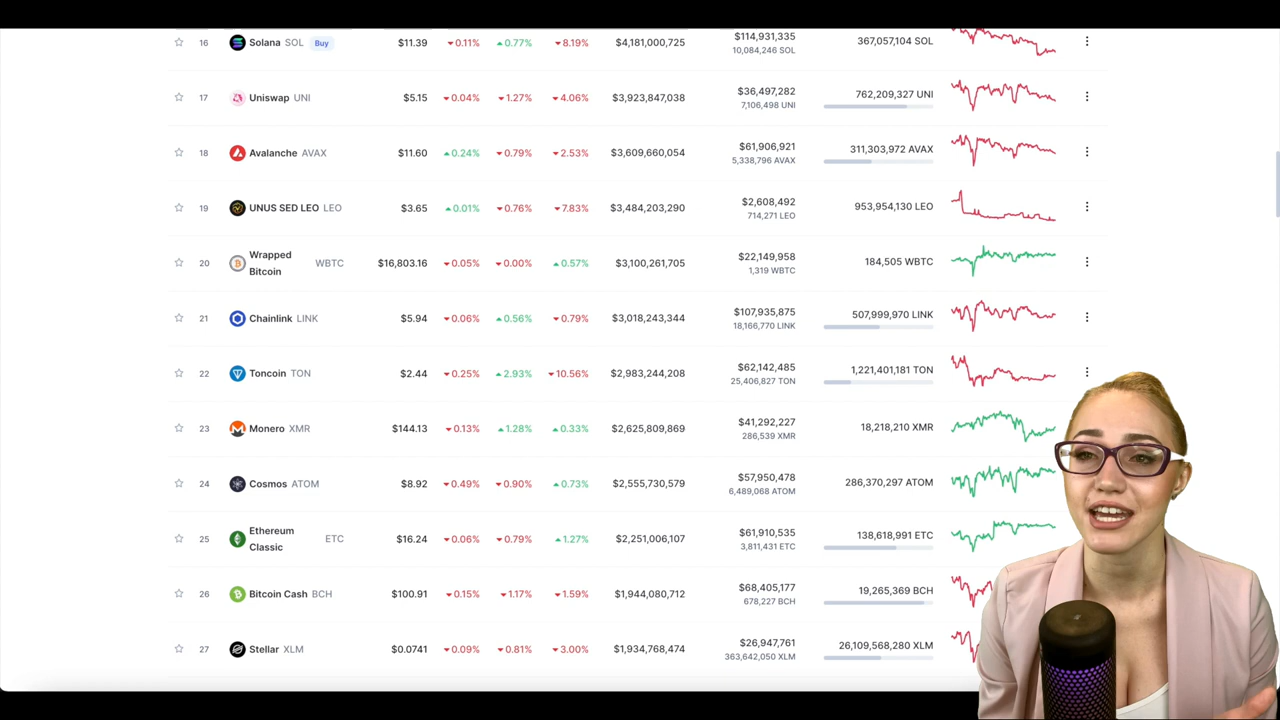 16 Solana SOL Buy $11.39 0.11% 0.77% 8.19% $4,181,000,725 $114,931,335 367,057,104 SOL
10,084,246 SOL
17 Uniswap UNI $5.15 0.04% 1.27% 4.06% $3,923,847,038 $36,497,282 762,209,327 UNI
7,106,498 UNI
18 Avalanche AVAX $11.60 0.24% 0.79% 2.53% $3,609,660,054 $61,906,921 311,303,972 AVAX
5,338,796 AVAX
19 UNUS SED LEO LEO $3.65 0.01% 0.76% 7.83% $3,484,203,290 $2,608,492 953,954,130 LEO
714,271 LEO
20 Wrapped Bitcoin WBTC $16,803.16 0.05% 0.00% 0.57% $3,100,261,705 $22,149,958 184,505 WBTC
1,319 WBTC
21 Chainlink LINK $5.94 0.06% 0.56% 0.79% $3,018,243,344 $107,935,875 507,999,970 LINK
18,166,770 LINK
22 Toncoin TON $2.44 0.25% 2.93% 10.56% $2,983,244,208 $62,142,485 1,221,401,181 TON
25,406,827 TON
23 Monero XMR $144.13 0.13% 1.28% 0.33% $2,625,809,869 $41,292,227 18,218,210 XMR
286,539 XMR
24 Cosmos ATOM $8.92 0.49% 0.90% 0.73% $2,555,730,579 $57,950,478 286,370,297 ATOM
6,489,068 ATOM
25 Ethereum Classic ETC $16.24 0.06% 0.79% 1.27% $2,251,006,107 $61,910,535 138,618,991 ETC
3,811,431 ETC
26 Bitcoin Cash BCH $100.91 0.15% 1.17% 1.59% $1,944,080,712 $68,405,177 19,265,369 BCH
678,227 BCH
27 Stellar XLM $0.0741 0.09% 0.81% 3.00% $1,934,768,474 $26,947,761 26,109,568,280 XLM
363,642,050 XLM